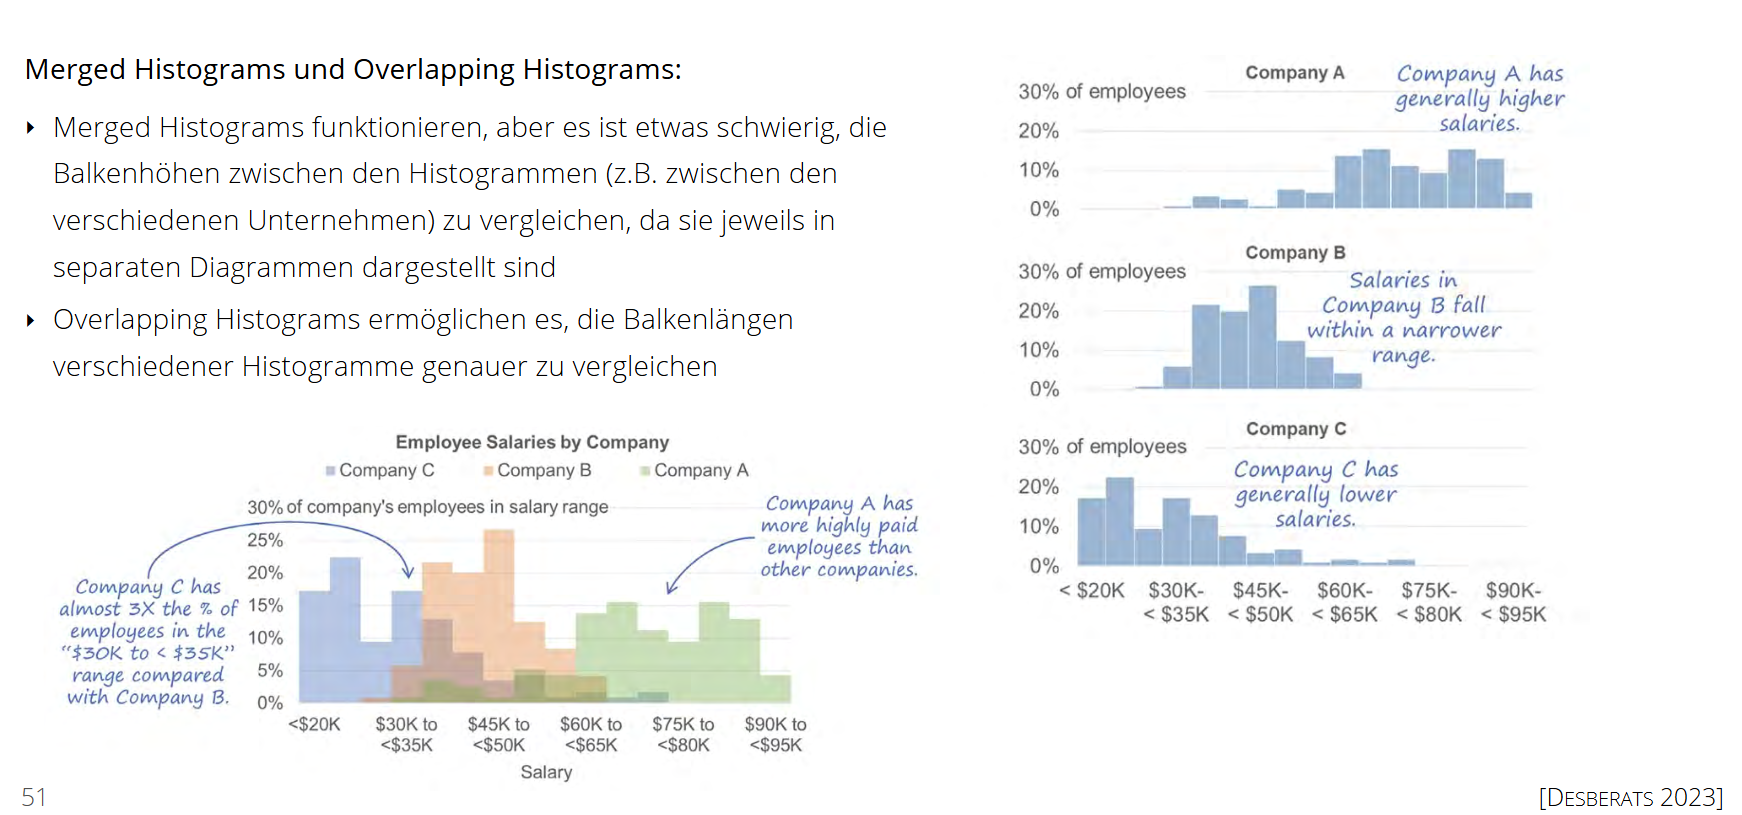 Merged Histograms und Overlapping Histograms:
‣ Merged Histograms funktionieren, aber es ist etwas schwierig, die
Balkenhöhen zwischen den Histogrammen (z.B. zwischen den
verschiedenen Unternehmen) zu vergleichen, da sie jeweils in
separaten Diagrammen dargestellt sind
‣ Overlapping Histograms ermöglichen es, die Balkenlängen
verschiedener Histogramme genauer zu vergleichen
Employee Salaries by Company
Company C Company B Company A
30% of company's employees in salary range
25%
20%
15%
10%
5%
0%
Company C has
almost 3X the % of
employees in the
"$30K to < $35K"
range compared
with Company B.
Company A has
more highly paid
employees than
other companies.
<$20K $30K to $45K to $60K to $75K to $90K to
<$35K <$50K <$65K <$80K <$95K
Salary
Company A
30% of employees
20%
10%
0%
Company A has
generally higher
salaries.
Company B
30% of employees
20%
10%
0%
Salaries in
Company B fall
within a narrower
range.
Company C
30% of employees
20%
10%
0%
Company C has
generally lower
salaries.
< $20K $30K- $45K- $60K- $75K- $90K-
< $35K < $50K < $65K < $80K < $95K
51
[DESBERATS 2023]